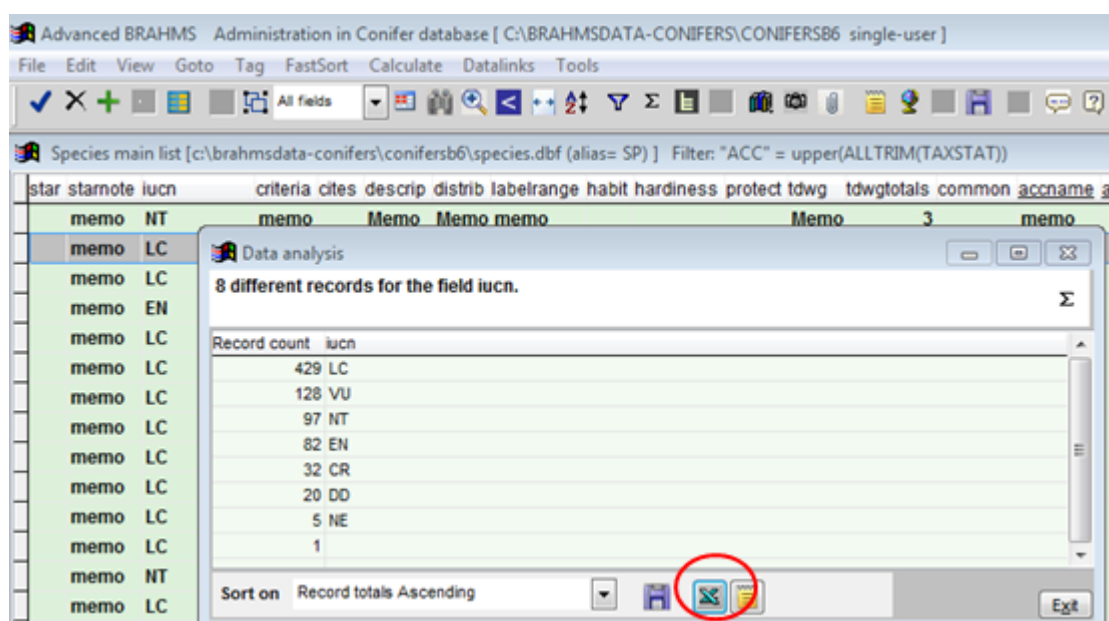 Advanced BRAHMS Administration in Conifer database [ C:\BRAHMSDATA-CONIFERS\CONIFERSB6 single-user ]
File Edit View Goto Tag FastSort Calculate Datalinks Tools
All fields
Species main list [c:\brahmsdata-conifers\conifersb6\species.dbf (alias= SP) ] Filter: "ACC" = upper(ALLTRIM(TAXSTAT))
star starnote iucn criteria cites descrip distrib labelrange habit hardiness protect tdwg tdwgtotals common accname a
memo NT memo Memo Memo memo Memo 3 memo
memo LC
memo LC
memo EN
memo LC
memo LC
memo LC
memo LC
memo LC
memo LC
memo LC
memo LC
memo NT
memo LC
Data analysis
8 different records for the field iucn.
Σ
Record count iucn
429 LC
128 VU
97 NT
82 EN
32 CR
20 DD
5 NE
1
Sort on Record totals Ascending
Exit